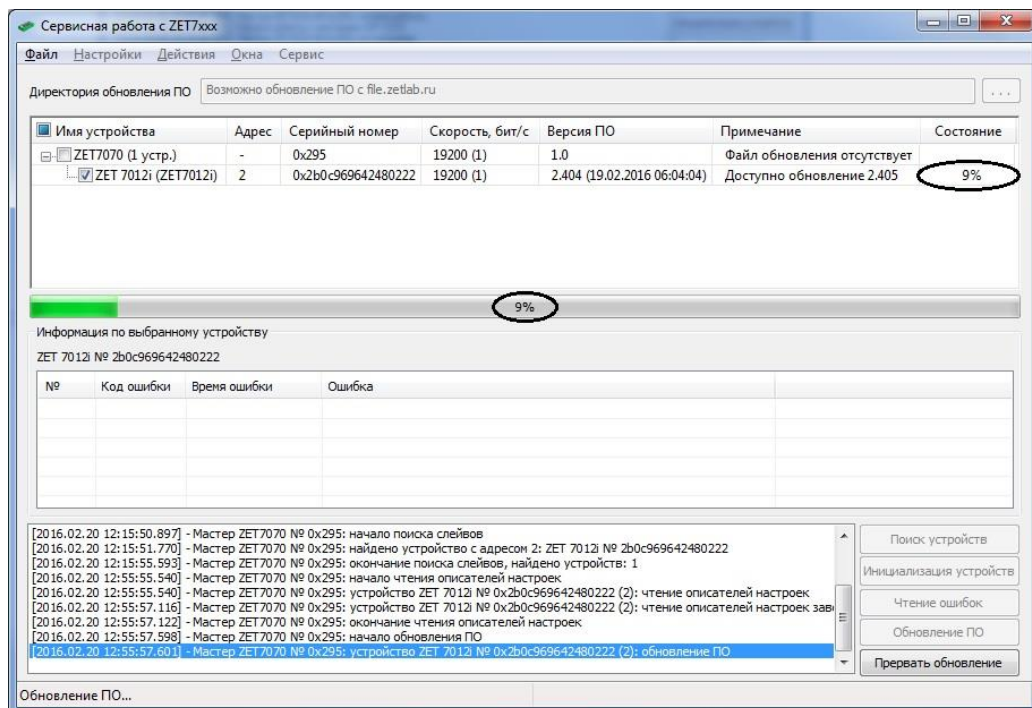 Сервисная работа с ZET7xxx
Файл Настройки Действия Окна Сервис
Директория обновления ПО Возможно обновление ПО с file.zetlab.ru ...
Имя устройства Адрес Серийный номер Скорость, бит/с Версия ПО Примечание Состояние
ZET7070 (1 устр.) - 0x295 19200 (1) 1.0 Файл обновления отсутствует
ZET 7012i (ZET7012i) 2 0x2b0c969642480222 19200 (1) 2.404 (19.02.2016 06:04:04) Доступно обновление 2.405 9%
9%
Информация по выбранному устройству
ZET 7012i № 2b0c969642480222
№ Код ошибки Время ошибки Ошибка
[2016.02.20 12:15:50.897] - Мастер ZET7070 № 0x295: начало поиска слейвов
[2016.02.20 12:15:51.770] - Мастер ZET7070 № 0x295: найдено устройство с адресом 2: ZET 7012i № 2b0c969642480222
[2016.02.20 12:15:55.593] - Мастер ZET7070 № 0x295: окончание поиска слейвов, найдено устройств: 1
[2016.02.20 12:55:55.540] - Мастер ZET7070 № 0x295: начало чтения описателей настроек
[2016.02.20 12:55:55.540] - Мастер ZET7070 № 0x295: устройство ZET 7012i № 0x2b0c969642480222 (2): чтение описателей настроек
[2016.02.20 12:55:57.116] - Мастер ZET7070 № 0x295: устройство ZET 7012i № 0x2b0c969642480222 (2): чтение описателей настроек зав
[2016.02.20 12:55:57.122] - Мастер ZET7070 № 0x295: окончание чтения описателей настроек
[2016.02.20 12:55:57.598] - Мастер ZET7070 № 0x295: начало обновления ПО
[2016.02.20 12:55:57.601] - Мастер ZET7070 № 0x295: устройство ZET 7012i № 0x2b0c969642480222 (2): обновление ПО
Поиск устройств
Инициализация устройств
Чтение ошибок
Обновление ПО
Прервать обновление
Обновление ПО...